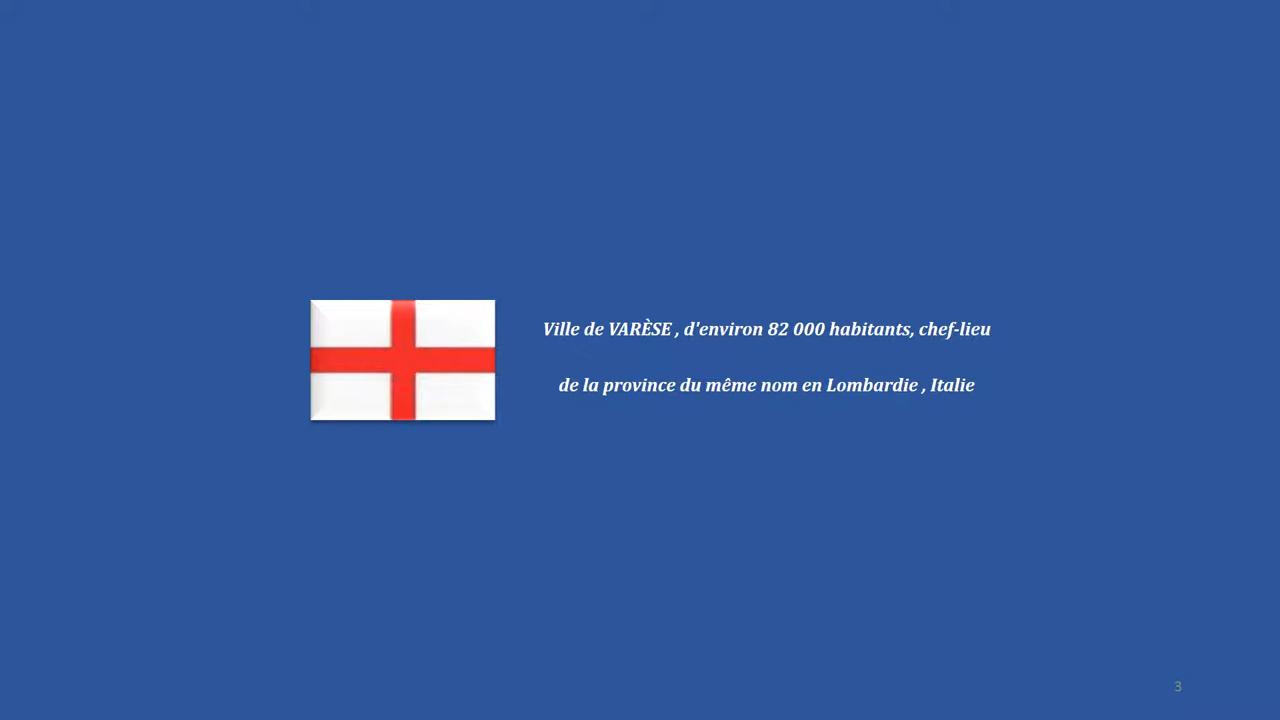 Ville de VARÈSE , d'environ 82 000 habitants, chef-lieu
de la province du même nom en Lombardie , Italie
3